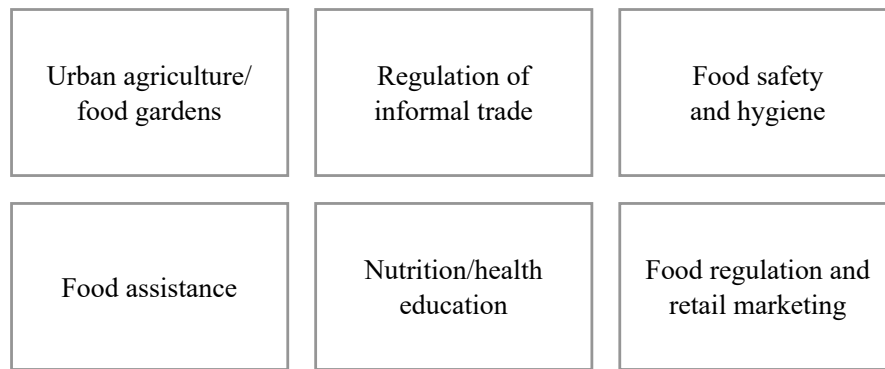 Urban agriculture/
food gardens
Regulation of
informal trade
Food safety
and hygiene
Food assistance
Nutrition/health
education
Food regulation and
retail marketing